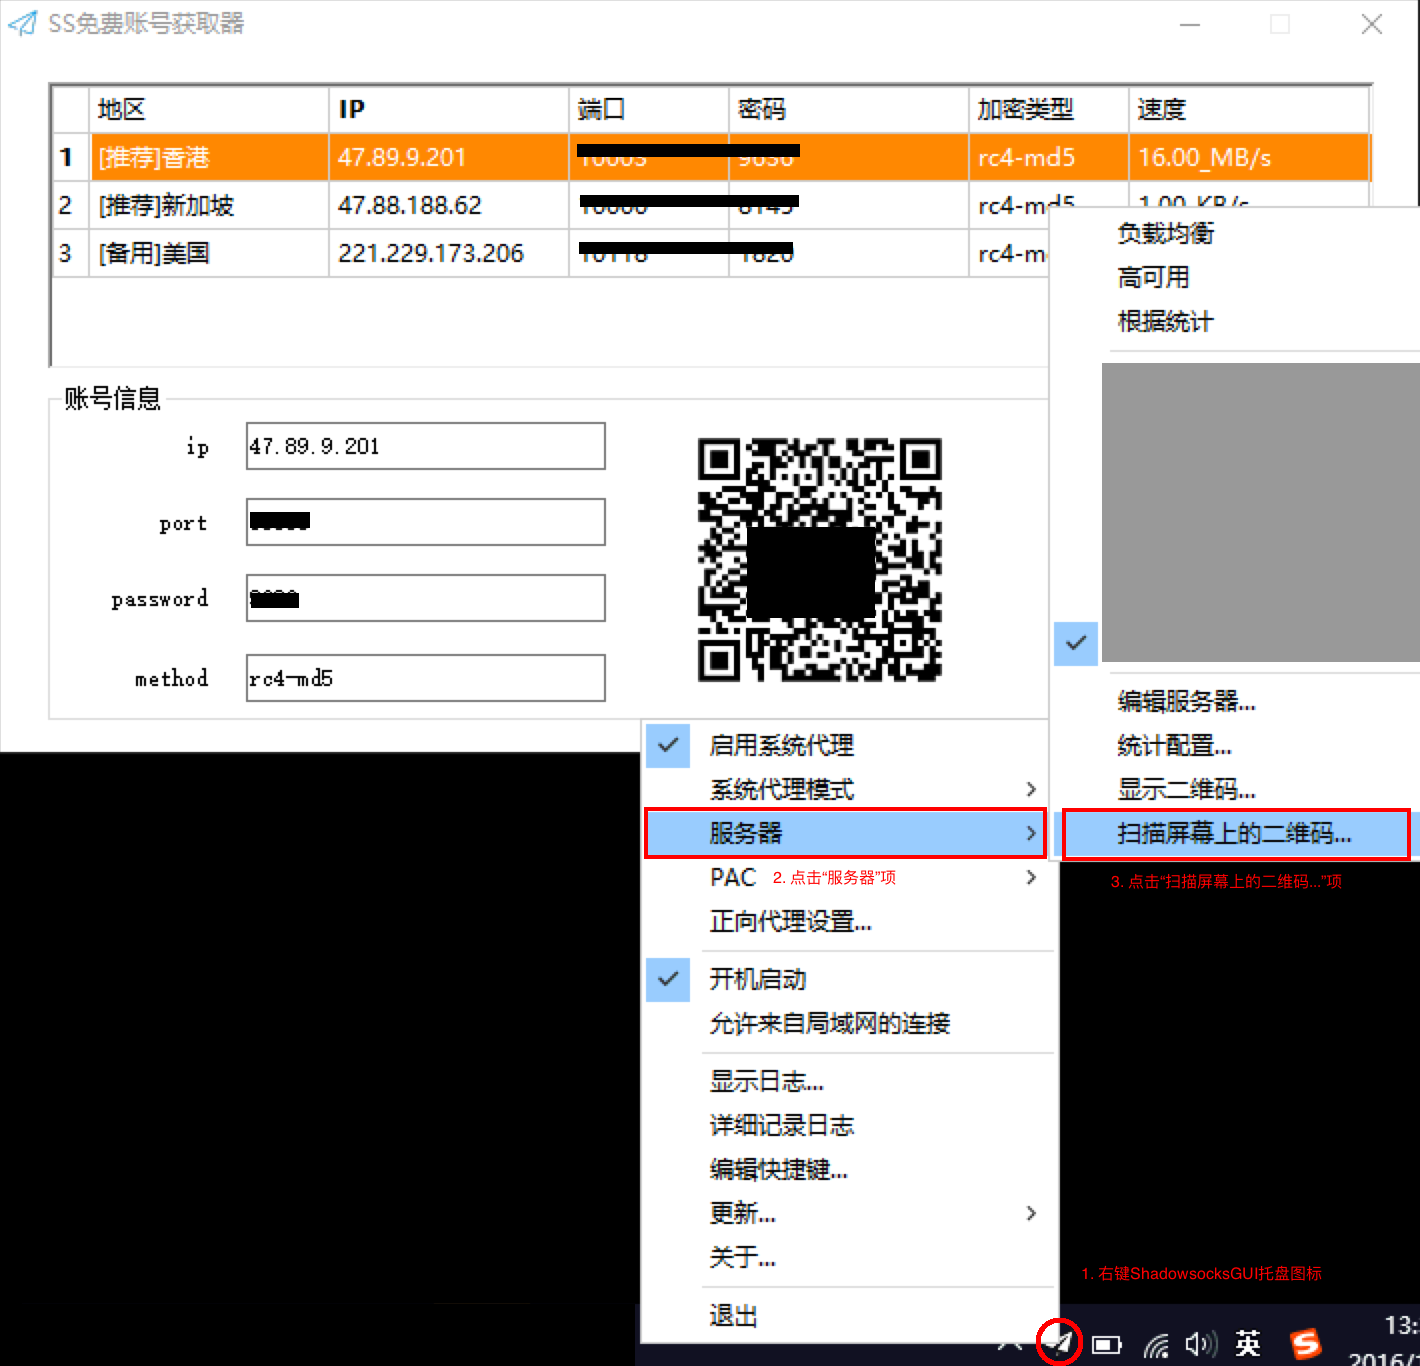 SS免费账号获取器
地区 IP 端口 密码 加密类型 速度
1 [推荐]香港 47.89.9.201 rc4-md5 16.00_MB/s
2 [推荐]新加坡 47.88.188.62 rc4-md5 1.00_KB/s
3 [备用]美国 221.229.173.206 rc4-m
账号信息
ip 47.89.9.201
port
password
method rc4-md5
负载均衡
高可用
根据统计
编辑服务器...
统计配置...
显示二维码...
扫描屏幕上的二维码...
3. 点击“扫描屏幕上的二维码...”项
启用系统代理
系统代理模式
服务器
PAC
2. 点击“服务器”项
正向代理设置...
开机启动
允许来自局域网的连接
显示日志...
详细记录日志
编辑快捷键...
更新...
关于...
退出
1. 右键ShadowsocksGUI托盘图标
英
13:
2016/